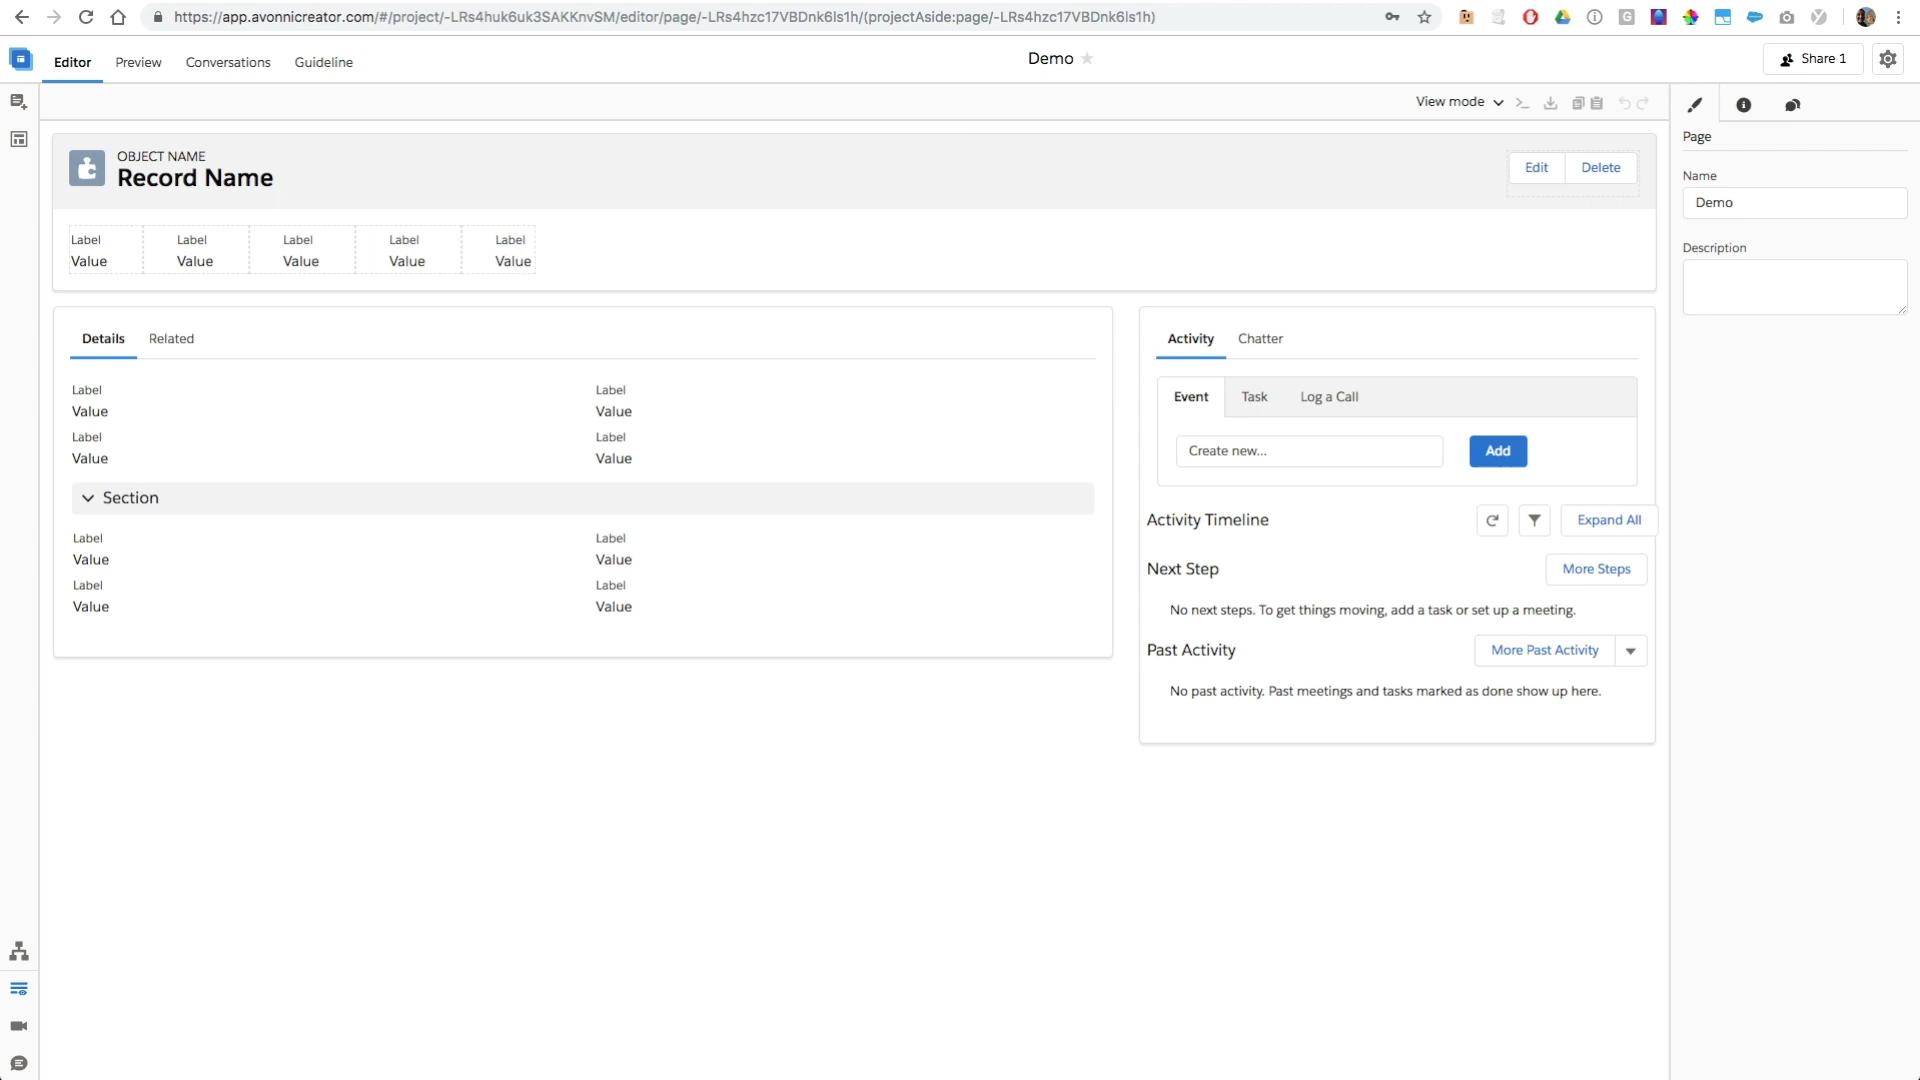 https://app.avonnicreator.com/#/project/-LRs4huk6uk3SAKKnvSM/editor/page/-LRs4hzc17VBDnk6ls1h/(projectAside:page/-LRs4hzc17VBDnk6ls1h)
Editor Preview Conversations Guideline
Demo
Share 1
View mode
Page
Name
Demo
Description
OBJECT NAME
Record Name
Edit Delete
Label Label Label Label Label
Value Value Value Value Value
Details Related
Label Label
Value Value
Label Label
Value Value
Section
Label Label
Value Value
Label Label
Value Value
Activity Chatter
Event Task Log a Call
Create new... Add
Activity Timeline Expand All
Next Step More Steps
No next steps. To get things moving, add a task or set up a meeting.
Past Activity More Past Activity
No past activity. Past meetings and tasks marked as done show up here.